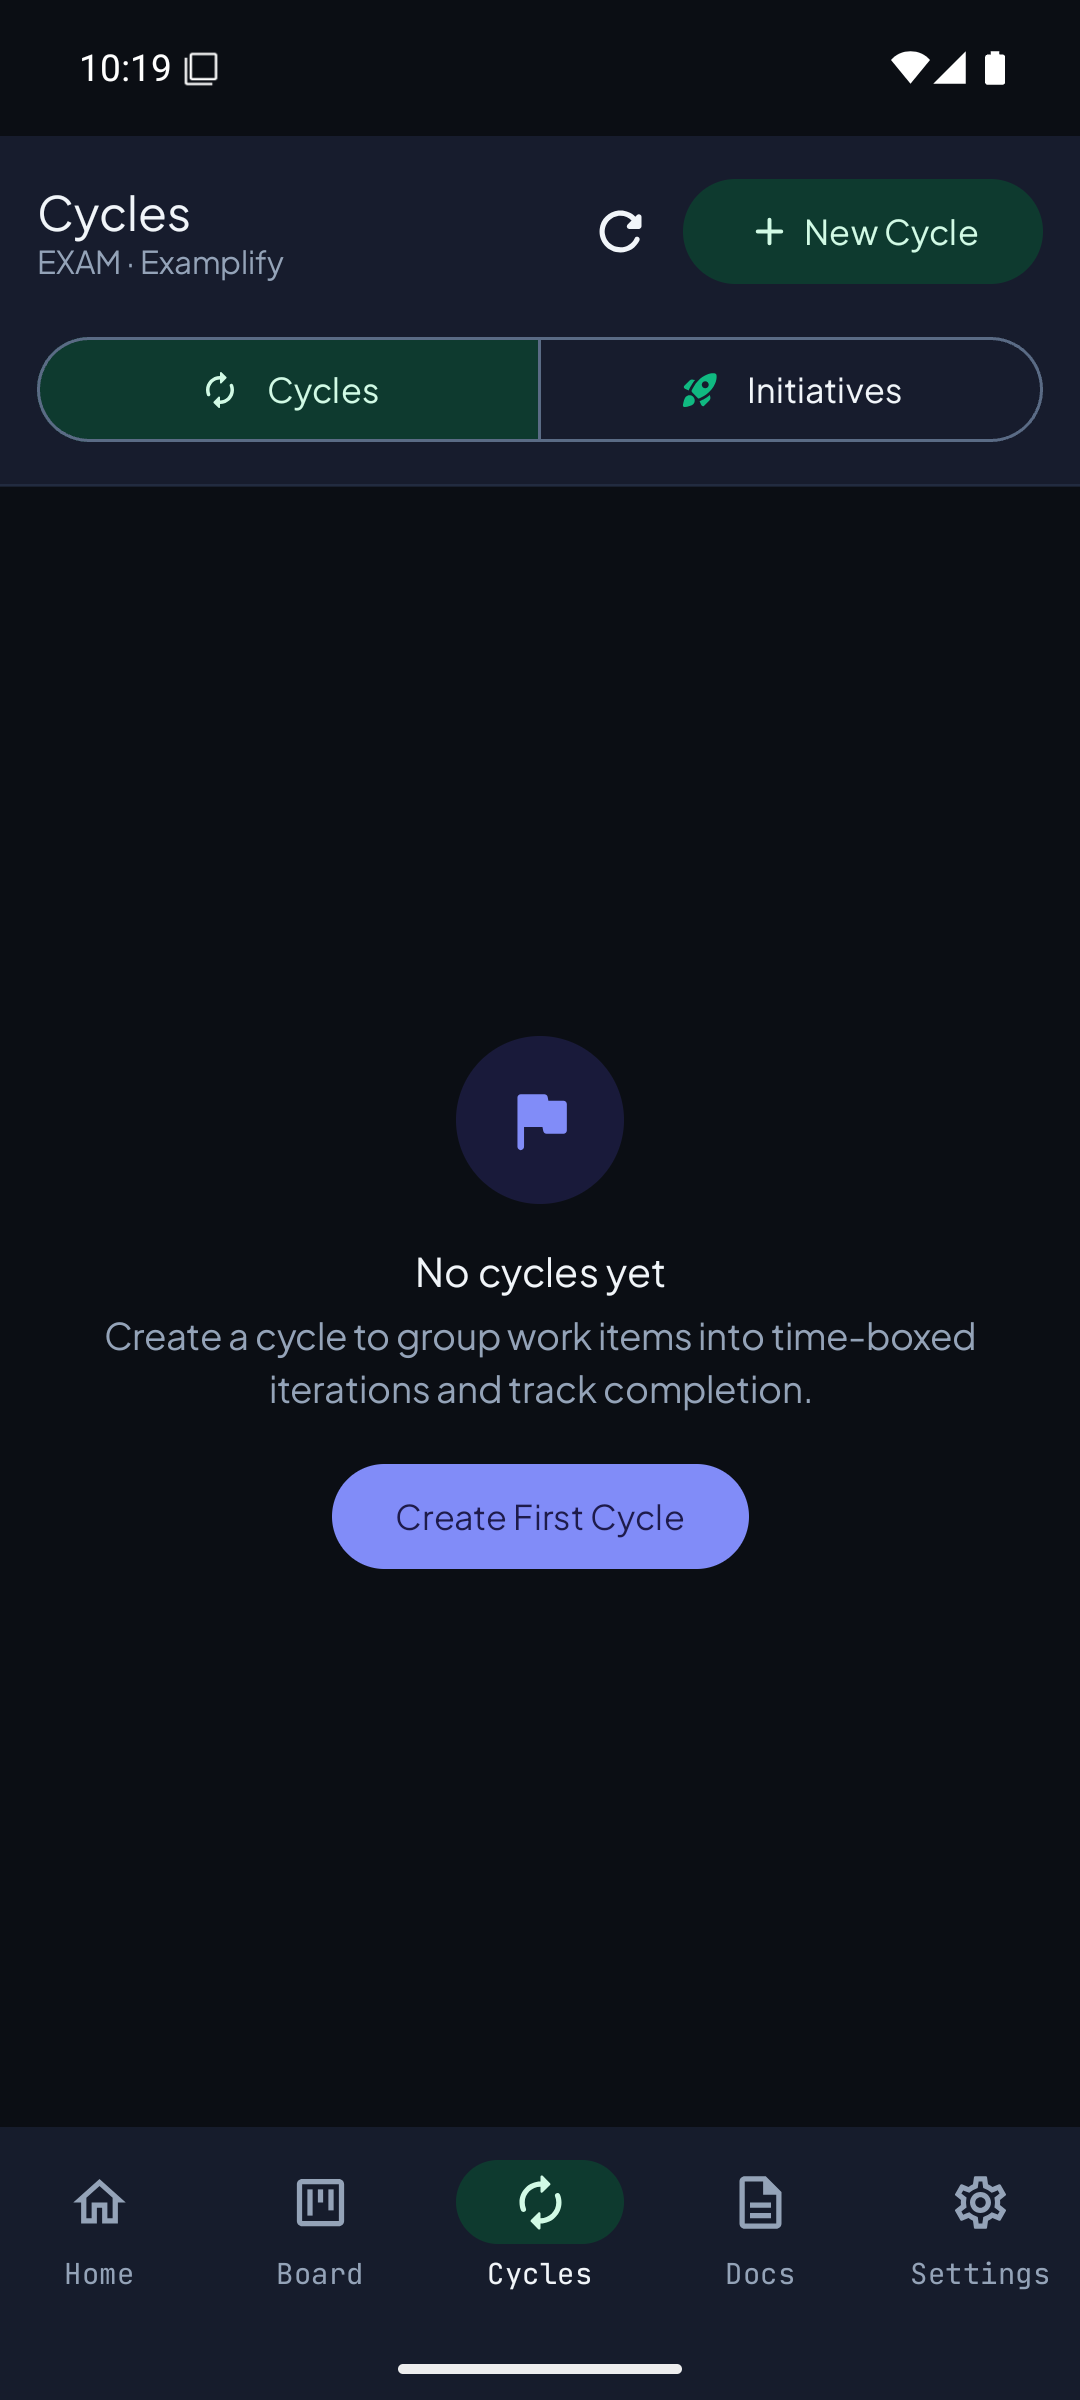 10:19
Cycles
EXAM · Examplify
New Cycle
Cycles
Initiatives
No cycles yet
Create a cycle to group work items into time-boxed
iterations and track completion.
Create First Cycle
Home
Board
Cycles
Docs
Settings